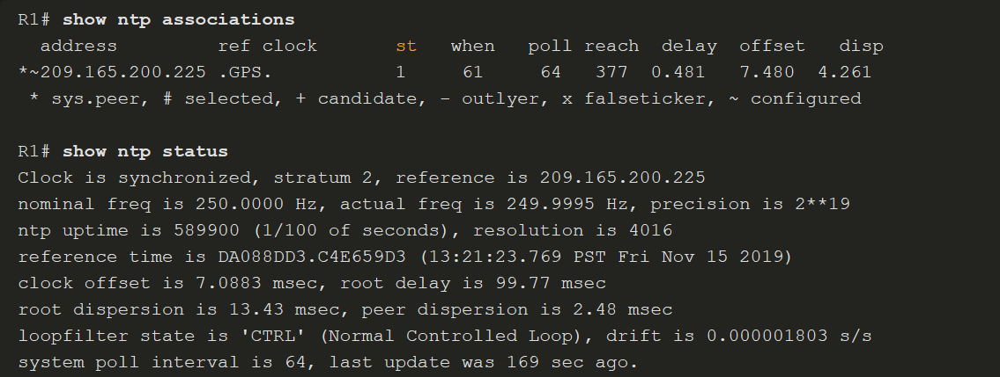 R1# show ntp associations
  address         ref clock       st   when   poll reach  delay  offset   disp
*~209.165.200.225 .GPS.           1     61     64   377  0.481   7.480  4.261
 * sys.peer, # selected, + candidate, - outlyer, x falseticker, ~ configured
R1# show ntp status
Clock is synchronized, stratum 2, reference is 209.165.200.225
nominal freq is 250.0000 Hz, actual freq is 249.9995 Hz, precision is 2**19
ntp uptime is 589900 (1/100 of seconds), resolution is 4016
reference time is DA088DD3.C4E659D3 (13:21:23.769 PST Fri Nov 15 2019)
clock offset is 7.0883 msec, root delay is 99.77 msec
root dispersion is 13.43 msec, peer dispersion is 2.48 msec
loopfilter state is 'CTRL' (Normal Controlled Loop), drift is 0.000001803 s/s
system poll interval is 64, last update was 169 sec ago.